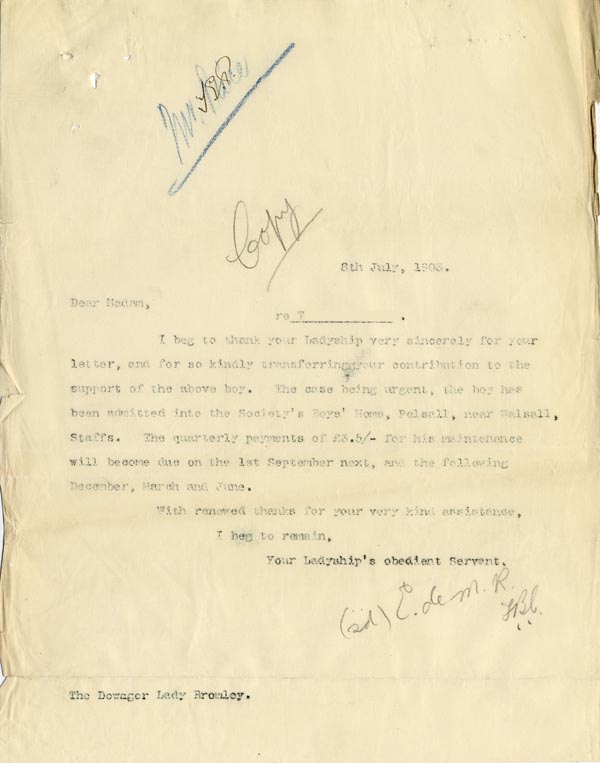 Copy
8th July, 1903.
Dear Madam,
re T .
I beg to thank your Ladyship very sincerely for your
letter, and for so kindly transferring your contribution to the
support of the above boy. The case being urgent, the boy has
been admitted into the Society's Boys' Home, Pelsall, near Walsall,
Staffs. The quarterly payments of £3.5/- for his maintenence
will become due on the 1st September next, and the following
December, March and June.
With renewed thanks for your very kind assistance,
I beg to remain,
Your Ladyship's obedient Servant.
(sd) E. de M. R.
The Dowager Lady Bromley.